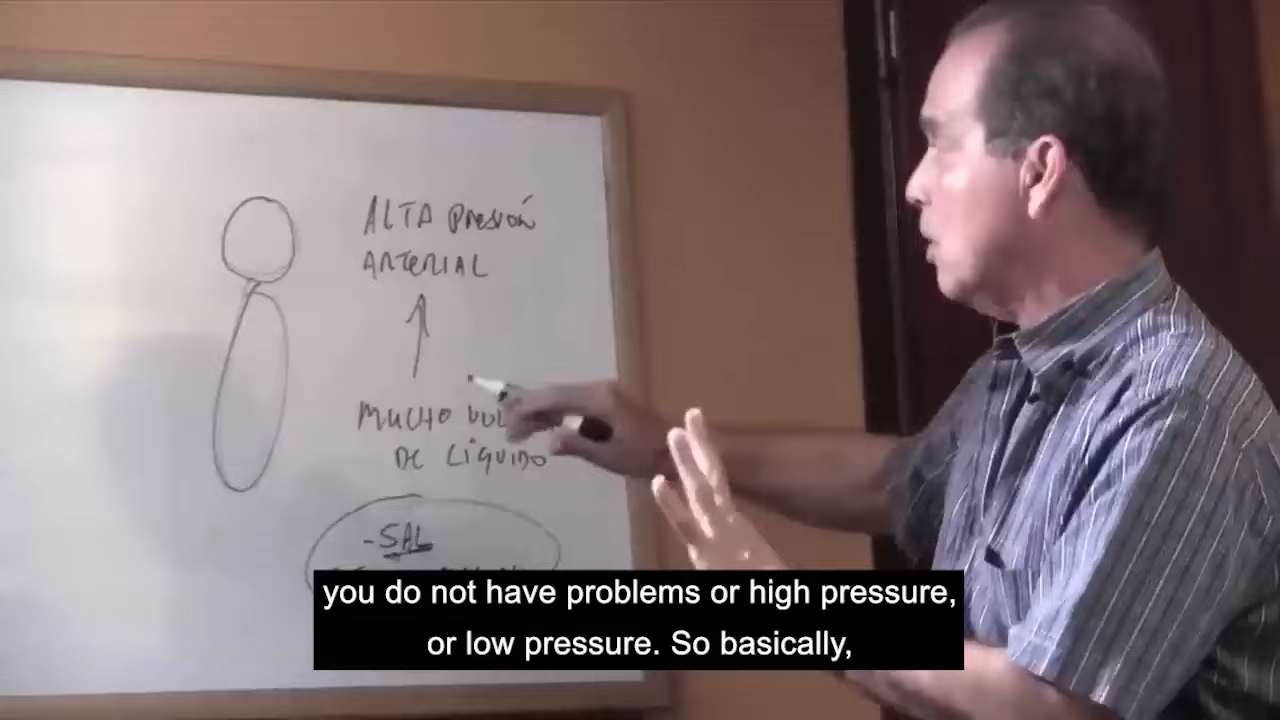 ALTA PRESIÓN
ARTERIAL
MUCHO
DE LÍQUIDO
-SAL
you do not have problems or high pressure,
or low pressure. So basically,